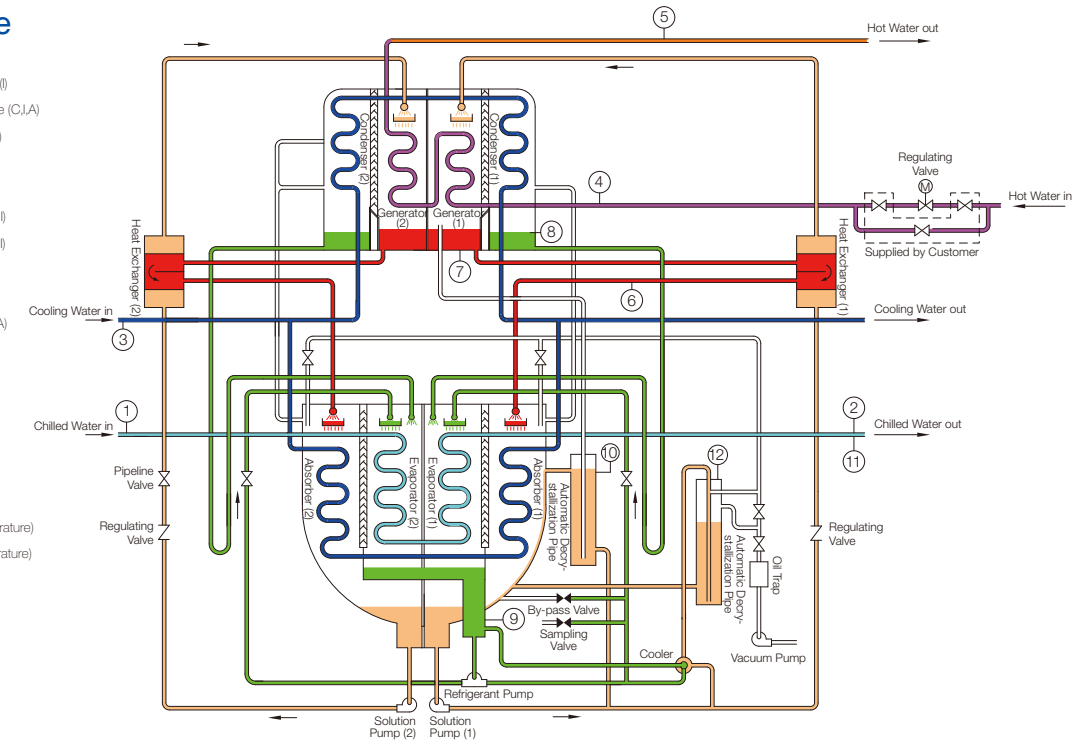 e
5
Hot Water out
(I)
e (C,I,A)
)
Condenser (2)
Condenser (1)
Regulating
Valve
M
4
Hot Water in
l)
Generator
(2)
Generator
(1)
8
l)
Heat Exchanger (2)
7
Heat Exchanger (1)
Supplied by Customer
6
Cooling Water in
Cooling Water out
A)
3
1
2
Chilled Water in
Chilled Water out
11
10
12
Absorber (2)
Evaporator (2)
Evaporator (1)
Absorber (1)
Pipeline
Valve
Automatic Decry-
stallization Pipe
Regulating
Valve
rature)
Regulating
Valve
rature)
Automatic Decry-
stallization Pipe
Oil Trap
By-pass Valve
9
Sampling
Valve
Cooler
Vacuum Pump
Refrigerant Pump
Solution
Pump (2)
Solution
Pump (1)